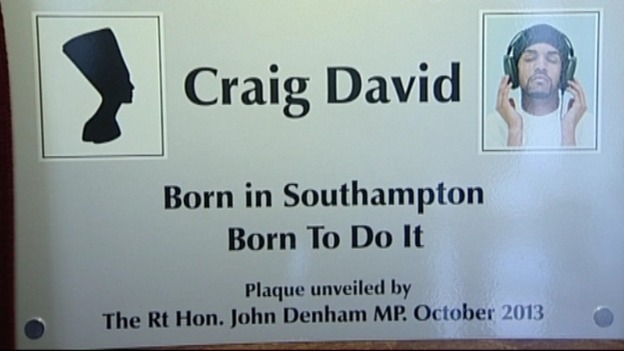 Craig David
Born in Southampton
Born To Do It
Plaque unveiled by
The Rt Hon. John Denham MP. October 2013